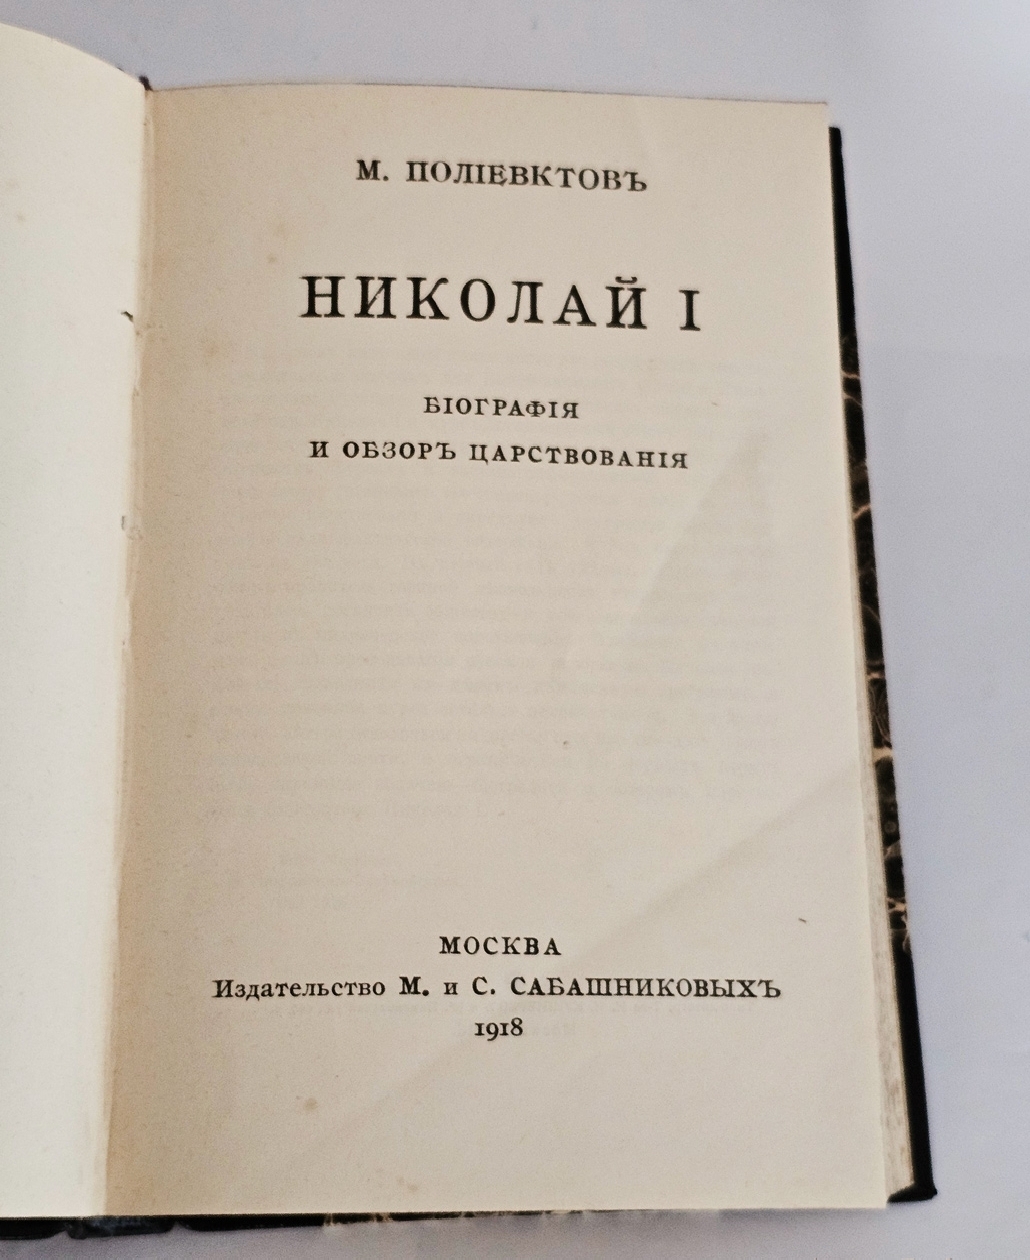 М. ПОЛІЕВКТОВЪ
НИКОЛАЙ I
БІОГРАФІЯ
И ОБЗОРЪ ЦАРСТВОВАНІЯ
МОСКВА
Издательство М. и С. САБАШНИКОВЫХЪ
1918